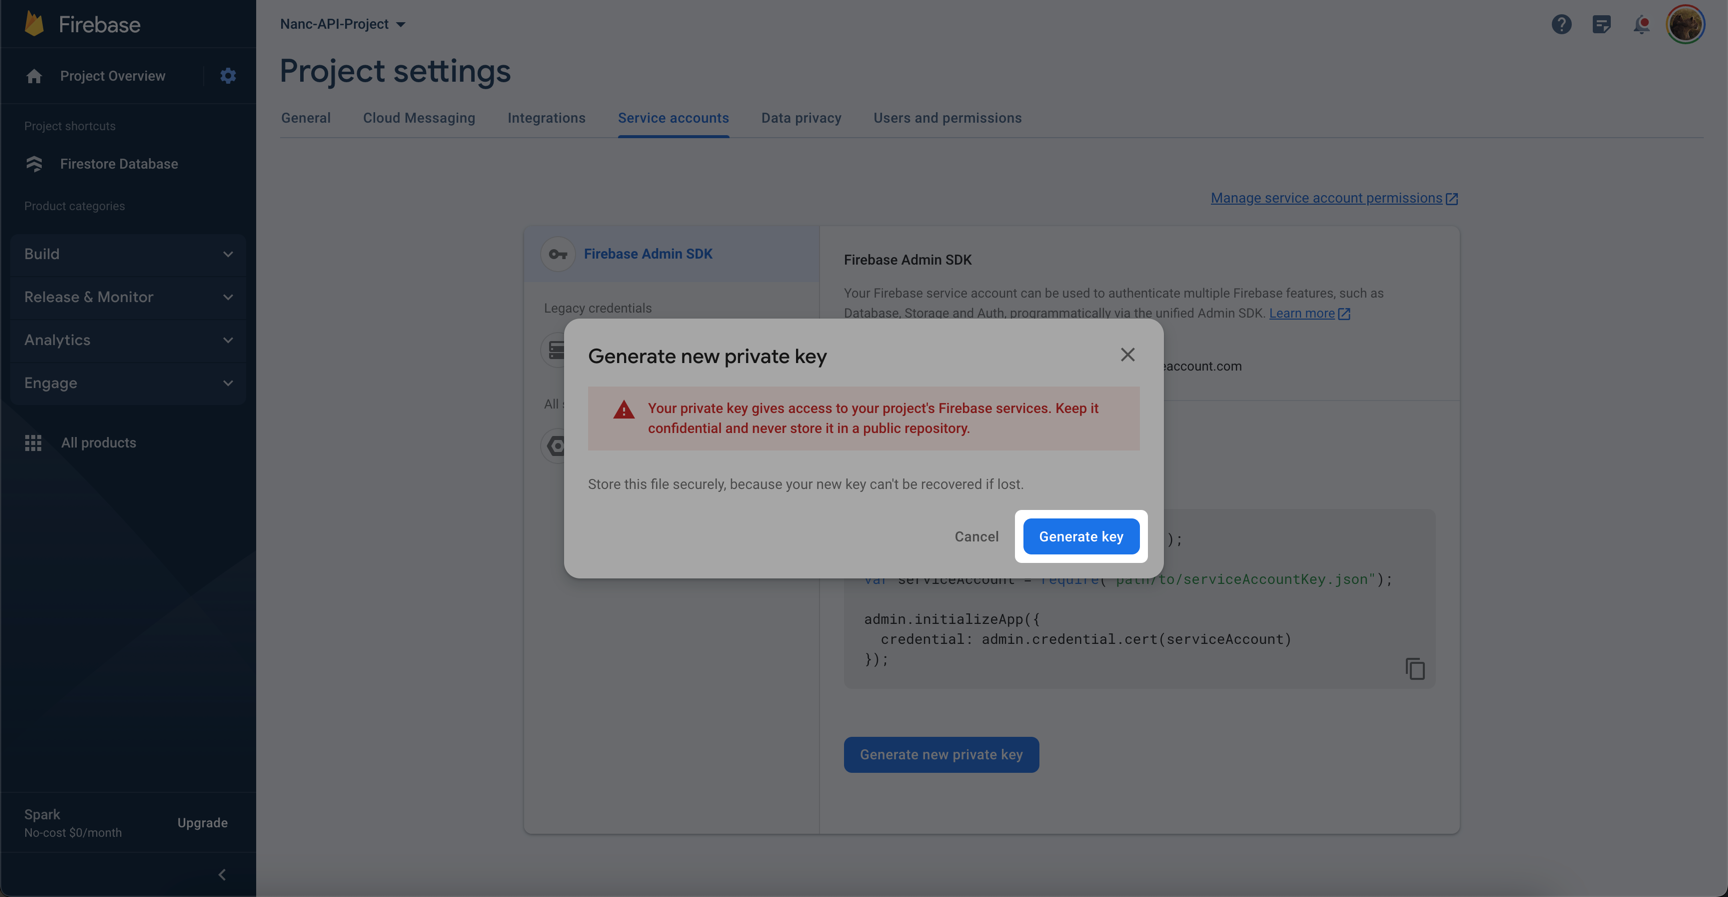 Firebase
Project Overview
Project shortcuts
Firestore Database
Product categories
Build
Release & Monitor
Analytics
Engage
All products
Spark
No-cost $0/month
Upgrade
Nanc-API-Project
Project settings
General
Cloud Messaging
Integrations
Service accounts
Data privacy
Users and permissions
Manage service account permissions
Firebase Admin SDK
Legacy credentials
All
Firebase Admin SDK
Your Firebase service account can be used to authenticate multiple Firebase features, such as
Database, Storage and Auth, programmatically via the unified Admin SDK. Learn more
eaccount.com
Generate new private key
Your private key gives access to your project's Firebase services. Keep it
confidential and never store it in a public repository.
Store this file securely, because your new key can't be recovered if lost.
Cancel
Generate key
);
var serviceAccount = require("path/to/serviceAccountKey.json");
admin.initializeApp({
credential: admin.credential.cert(serviceAccount)
});
Generate new private key